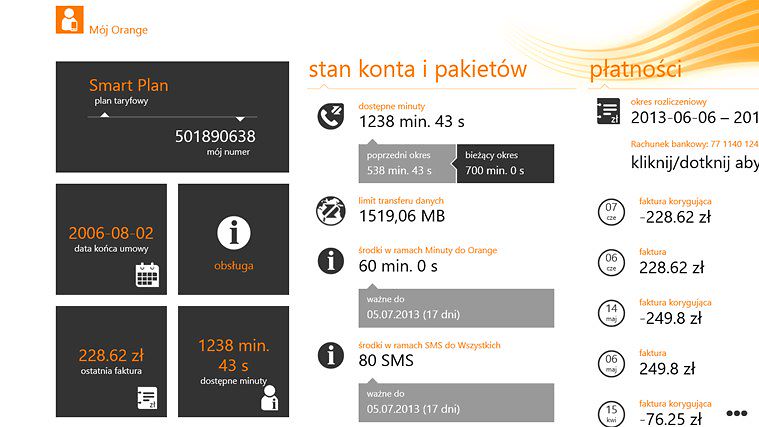 Mój Orange
Smart Plan
plan taryfowy
501890638
mój numer
2006-08-02
data końca umowy
obsługa
228.62 zł
ostatnia faktura
zł
1238 min.
43 s
dostępne minuty
stan konta i pakietów
dostępne minuty
1238 min. 43 s
poprzedni okres
538 min. 43 s
bieżący okres
700 min. 0 s
limit transferu danych
1519,06 MB
środki w ramach Minuty do Orange
60 min. 0 s
ważne do
05.07.2013 (17 dni)
środki w ramach SMS do Wszystkich
80 SMS
ważne do
05.07.2013 (17 dni)
płatności
okres rozliczeniowy
2013-06-06 – 201
zł
Rachunek bankowy: 77 1140 124
kliknij/dotknij aby
07
cze
faktura korygująca
-228.62 zł
06
cze
faktura
228.62 zł
14
maj
faktura korygująca
-249.8 zł
06
maj
faktura
249.8 zł
15
kwi
faktura korygująca
-76.25 zł